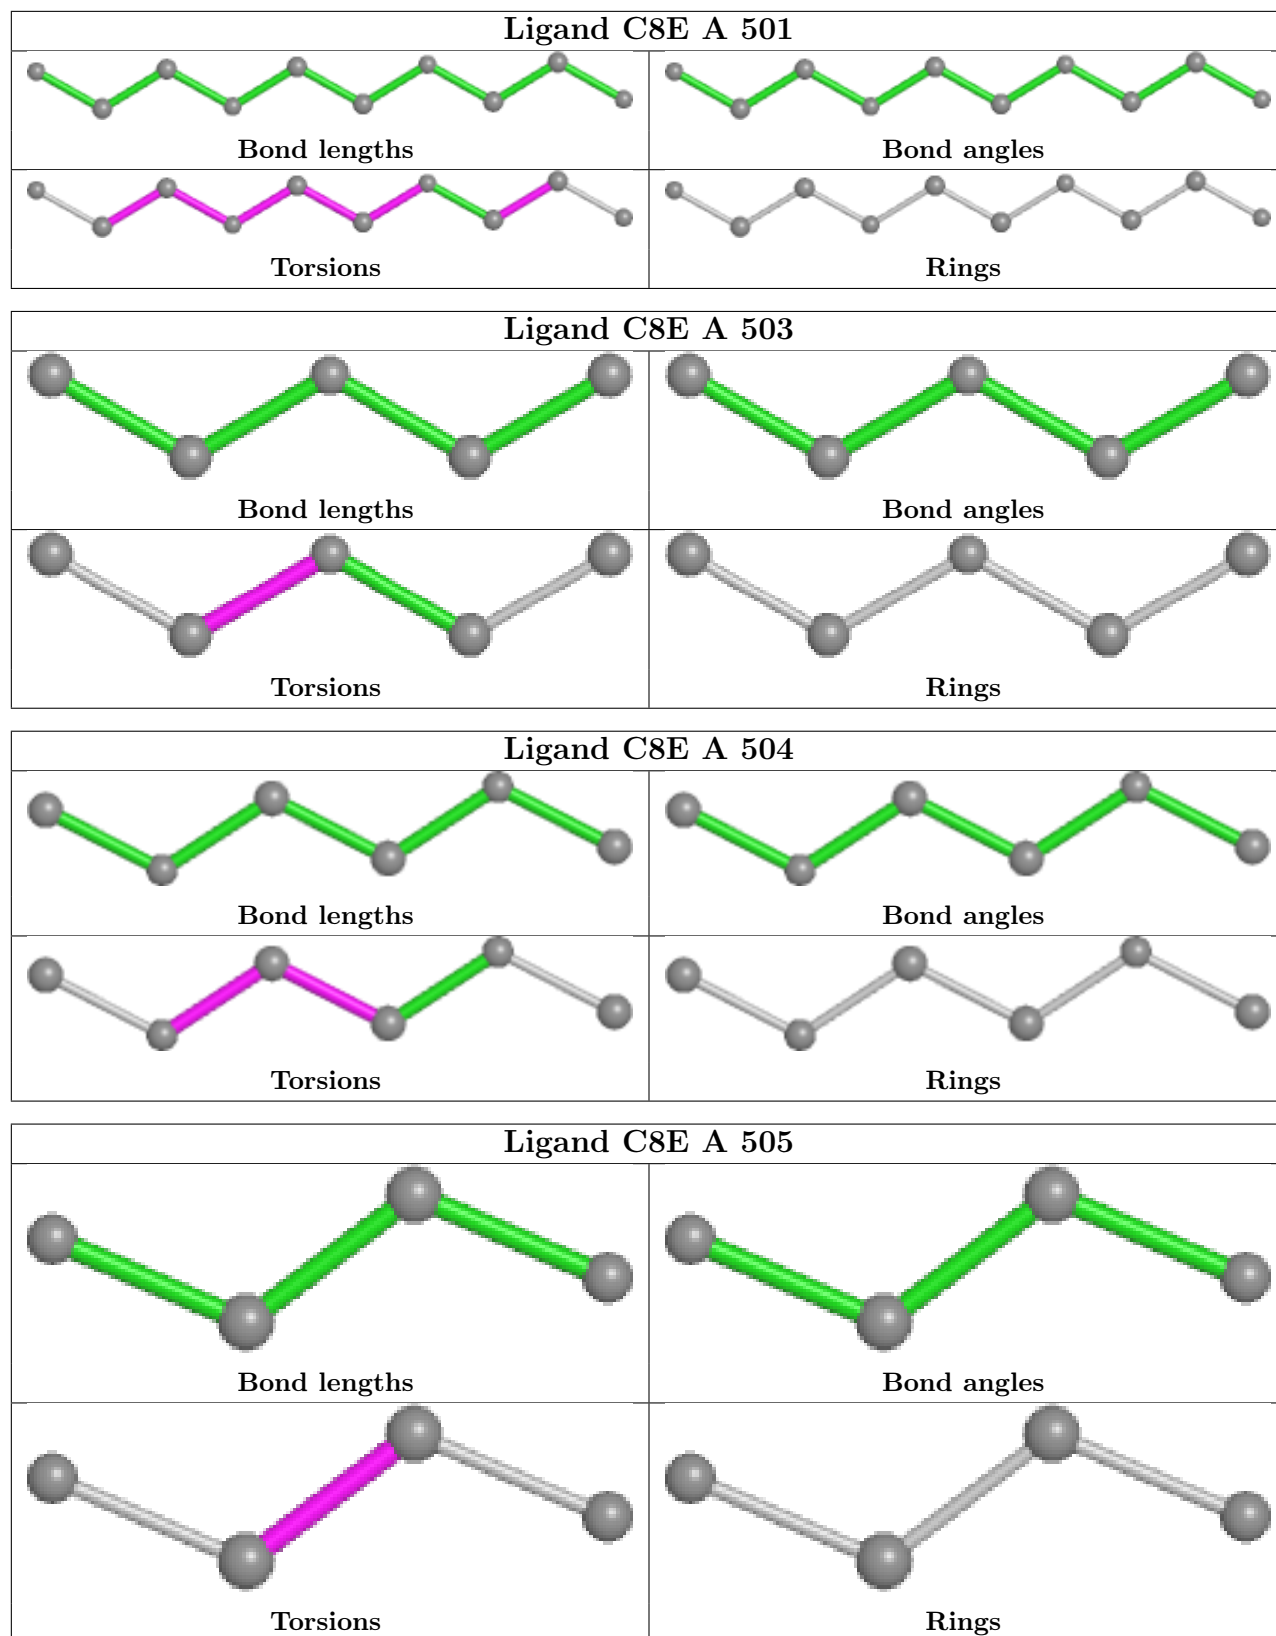 Ligand C8E A 501
Bond lengths
Bond angles
Torsions
Rings
Ligand C8E A 503
Bond lengths
Bond angles
Torsions
Rings
Ligand C8E A 504
Bond lengths
Bond angles
Torsions
Rings
Ligand C8E A 505
Bond lengths
Bond angles
Torsions
Rings